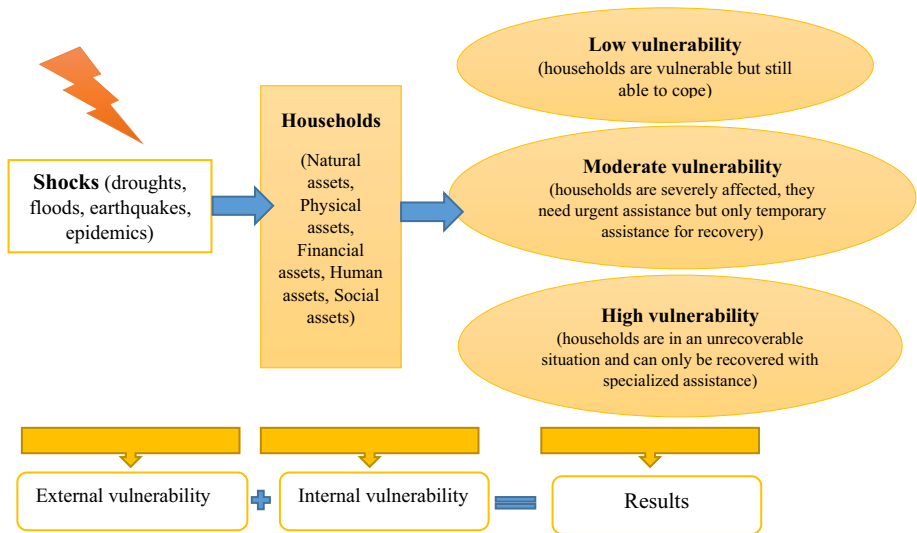 Shocks (droughts,
floods, earthquakes,
epidemics)
Households
(Natural
assets,
Physical
assets,
Financial
assets, Human
assets, Social
assets)
Low vulnerability
(households are vulnerable but still
able to cope)
Moderate vulnerability
(households are severely affected, they
need urgent assistance but only temporary
assistance for recovery)
High vulnerability
(households are in an unrecoverable
situation and can only be recovered with
specialized assistance)
External vulnerability
Internal vulnerability
Results